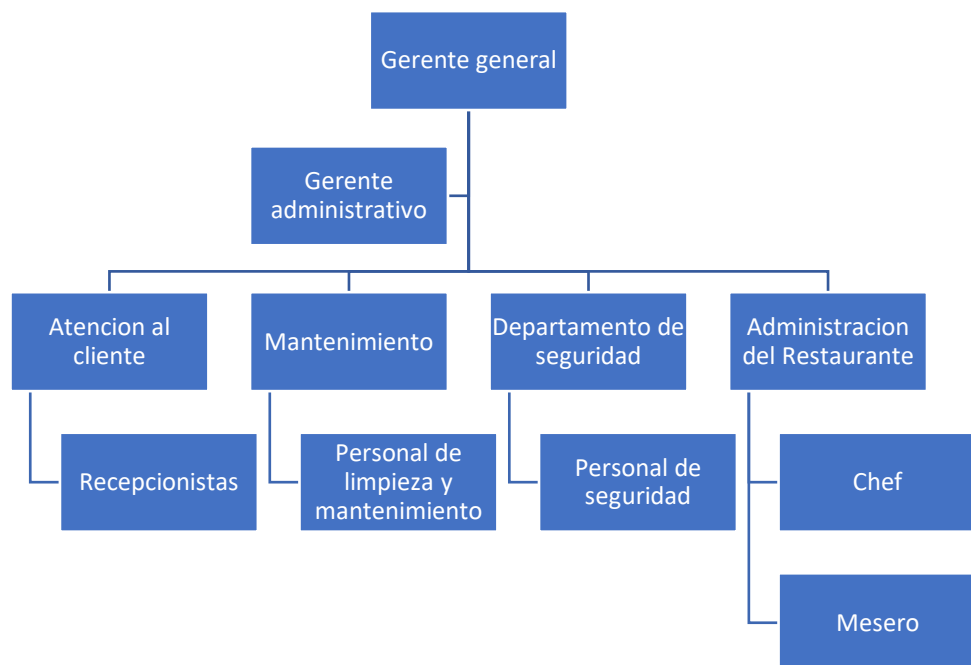 Gerente general
Gerente
administrativo
Atencion al
cliente
Mantenimiento
Departamento de
seguridad
Administracion
del Restaurante
Recepcionistas
Personal de
limpieza y
mantenimiento
Personal de
seguridad
Chef
Mesero